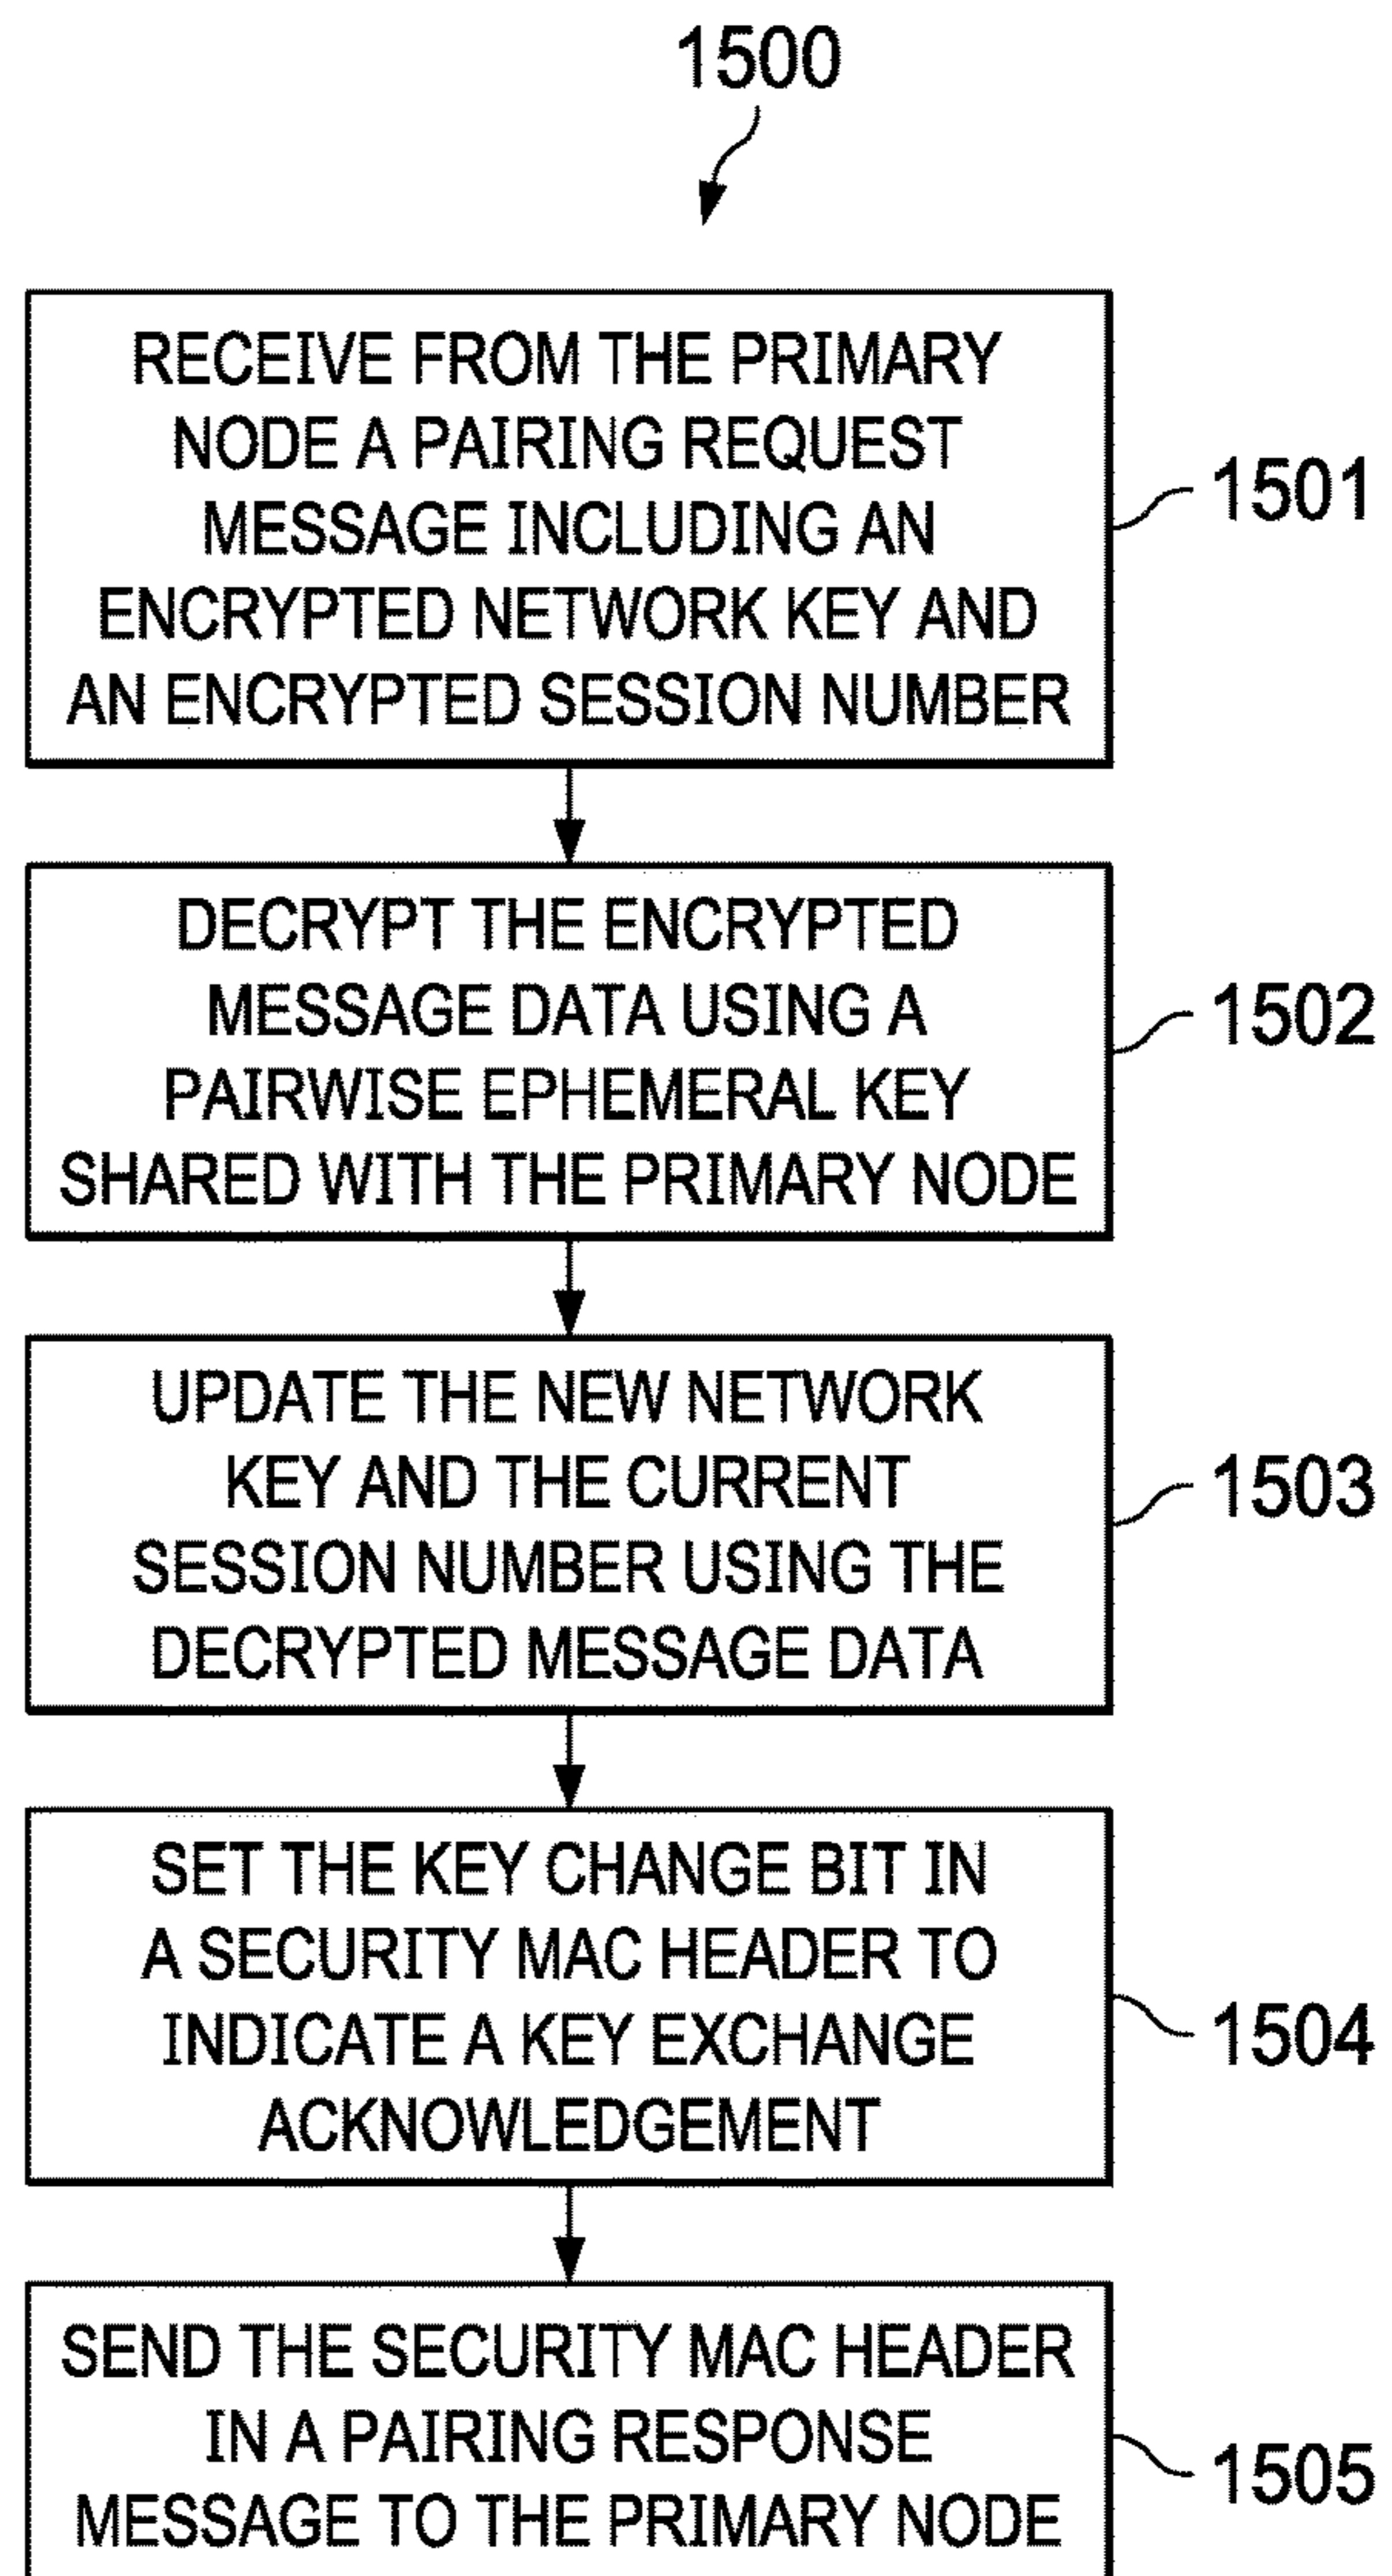 1500
RECEIVE FROM THE PRIMARY
NODE A PAIRING REQUEST
MESSAGE INCLUDING AN
ENCRYPTED NETWORK KEY AND
AN ENCRYPTED SESSION NUMBER
1501
DECRYPT THE ENCRYPTED
MESSAGE DATA USING A
PAIRWISE EPHEMERAL KEY
SHARED WITH THE PRIMARY NODE
1502
UPDATE THE NEW NETWORK
KEY AND THE CURRENT
SESSION NUMBER USING THE
DECRYPTED MESSAGE DATA
1503
SET THE KEY CHANGE BIT IN
A SECURITY MAC HEADER TO
INDICATE A KEY EXCHANGE
ACKNOWLEDGEMENT
1504
SEND THE SECURITY MAC HEADER
IN A PAIRING RESPONSE
MESSAGE TO THE PRIMARY NODE
1505